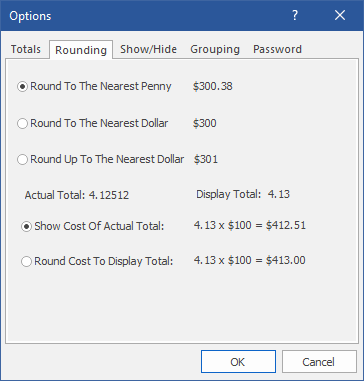 Options ?
Totals Rounding Show/Hide Grouping Password
Round To The Nearest Penny $300.38
Round To The Nearest Dollar $300
Round Up To The Nearest Dollar $301
Actual Total: 4.12512 Display Total: 4.13
Show Cost Of Actual Total: 4.13 x $100 = $412.51
Round Cost To Display Total: 4.13 x $100 = $413.00
OK Cancel